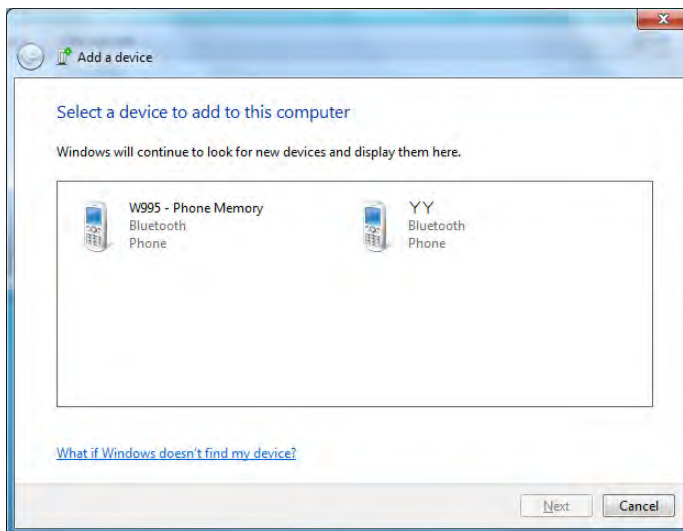 Add a device
Select a device to add to this computer
Windows will continue to look for new devices and display them here.
W995 - Phone Memory
Bluetooth
Phone
YY
Bluetooth
Phone
What if Windows doesn't find my device?
Next
Cancel